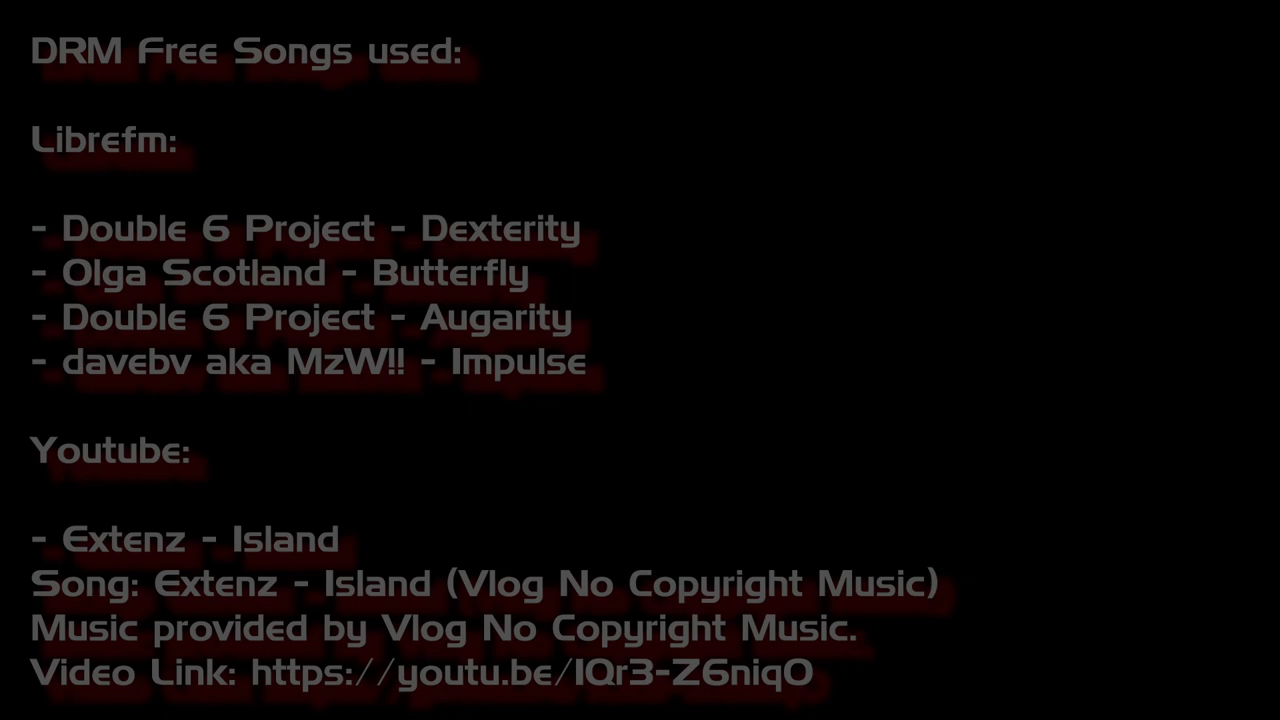 DRM Free Songs used:
Librefm:
- Double 6 Project - Dexterity
- Olga Scotland - Butterfly
- Double 6 Project - Augarity
- davebv aka MzW!! - Impulse
Youtube:
- Extenz - Island
Song: Extenz - Island (Vlog No Copyright Music)
Music provided by Vlog No Copyright Music.
Video Link: https://youtu.be/IQr3-Z6niqO